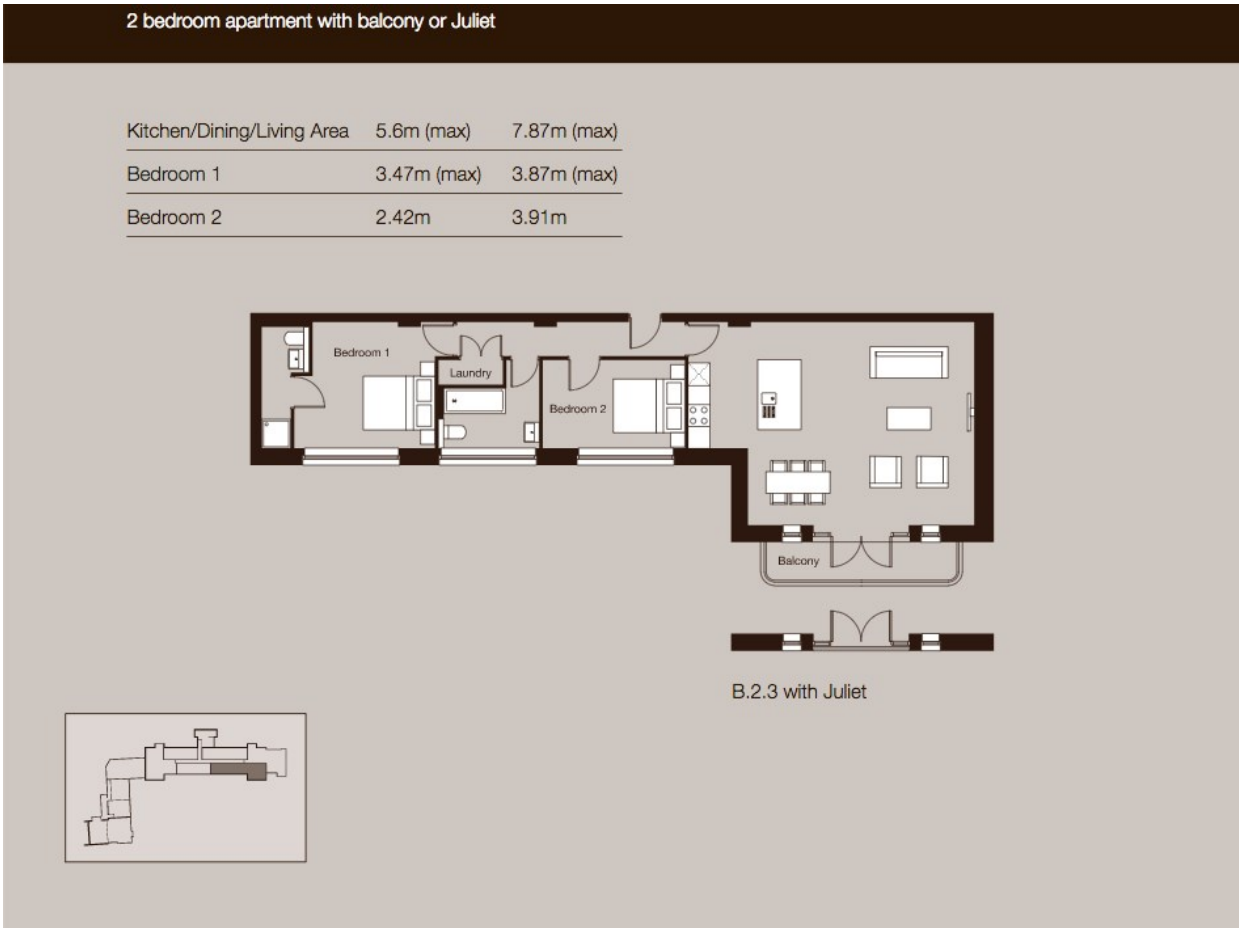 2 bedroom apartment with balcony or Juliet
Kitchen/Dining/Living Area 5.6m (max) 7.87m (max)
Bedroom 1 3.47m (max) 3.87m (max)
Bedroom 2 2.42m 3.91m
Bedroom 1
Laundry
Bedroom 2
Balcony
B.2.3 with Juliet